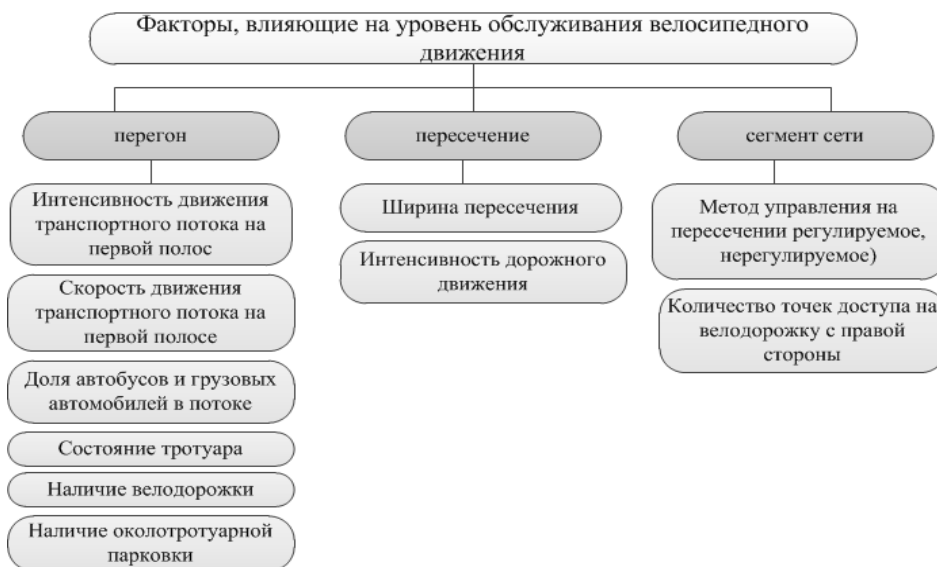 Факторы, влияющие на уровень обслуживания велосипедного
движения
перегон
Интенсивность движения
транспортного потока на
первой полос
Скорость движения
транспортного потока на
первой полосе
Доля автобусов и грузовых
автомобилей в потоке
Состояние тротуара
Наличие велодорожки
Наличие околотротуарной
парковки
пересечение
Ширина пересечения
Интенсивность дорожного
движения
сегмент сети
Метод управления на
пересечении регулируемое,
нерегулируемое)
Количество точек доступа на
велодорожку с правой
стороны